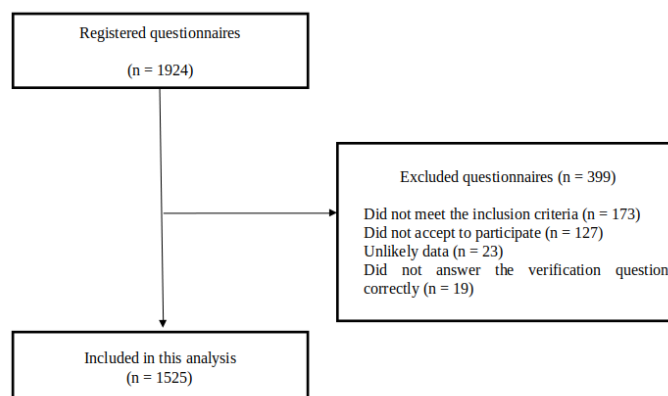 Registered questionnaires
(n = 1924)
Excluded questionnaires (n = 399)
Did not meet the inclusion criteria (n = 173)
Did not accept to participate (n = 127)
Unlikely data (n = 23)
Did not answer the verification question
correctly (n = 19)
Included in this analysis
(n = 1525)